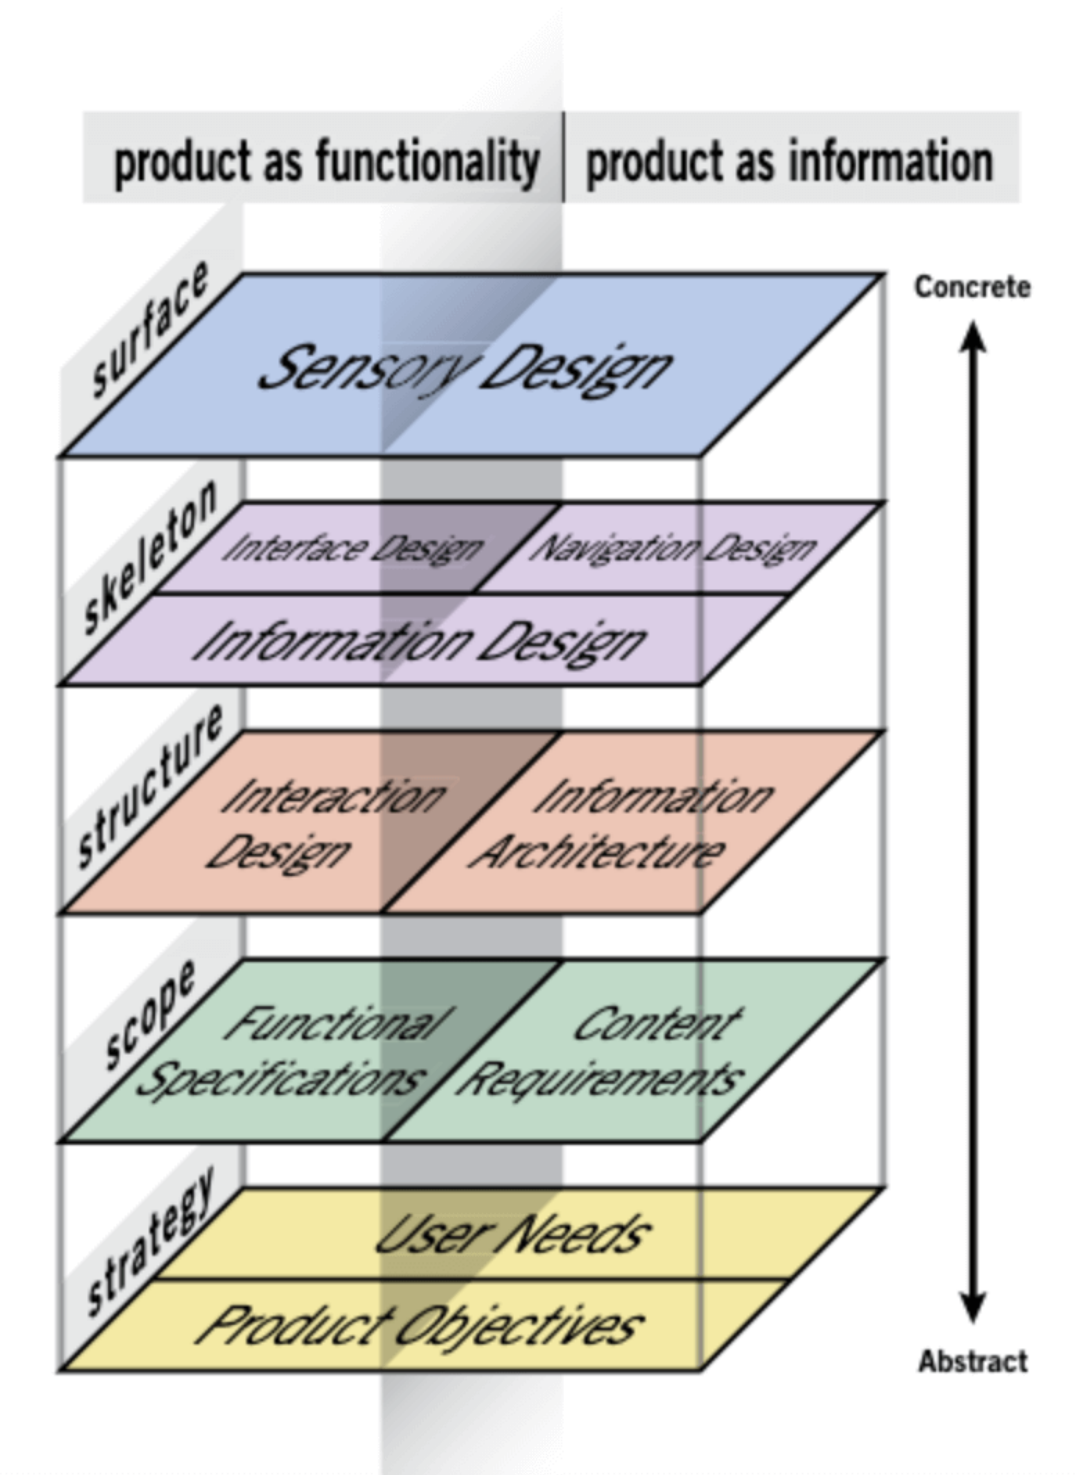 product as functionality
product as information
surface
Concrete
Sensory Design
skeleton
Interface Design
Navigation Design
Information Design
structure
Interaction
Design
Information
Architecture
scope
Functional
Specifications
Content
Requirements
strategy
User Needs
Product Objectives
Abstract